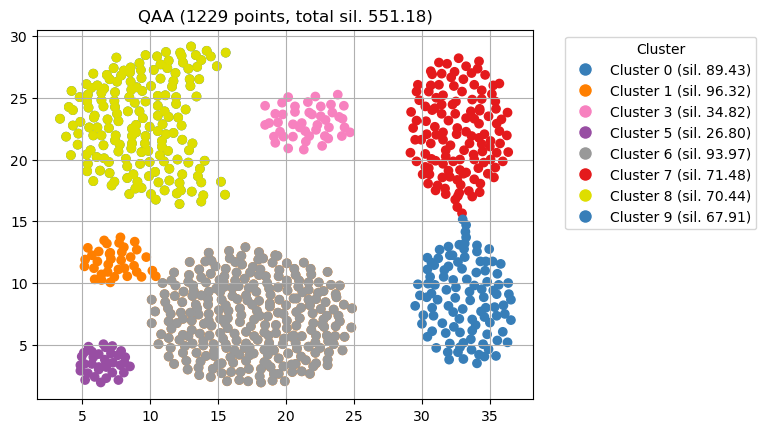 QAA (1229 points, total sil. 551.18)
30
25
20
15
10
5
5 10 15 20 25 30 35
Cluster
Cluster 0 (sil. 89.43)
Cluster 1 (sil. 96.32)
Cluster 3 (sil. 34.82)
Cluster 5 (sil. 26.80)
Cluster 6 (sil. 93.97)
Cluster 7 (sil. 71.48)
Cluster 8 (sil. 70.44)
Cluster 9 (sil. 67.91)